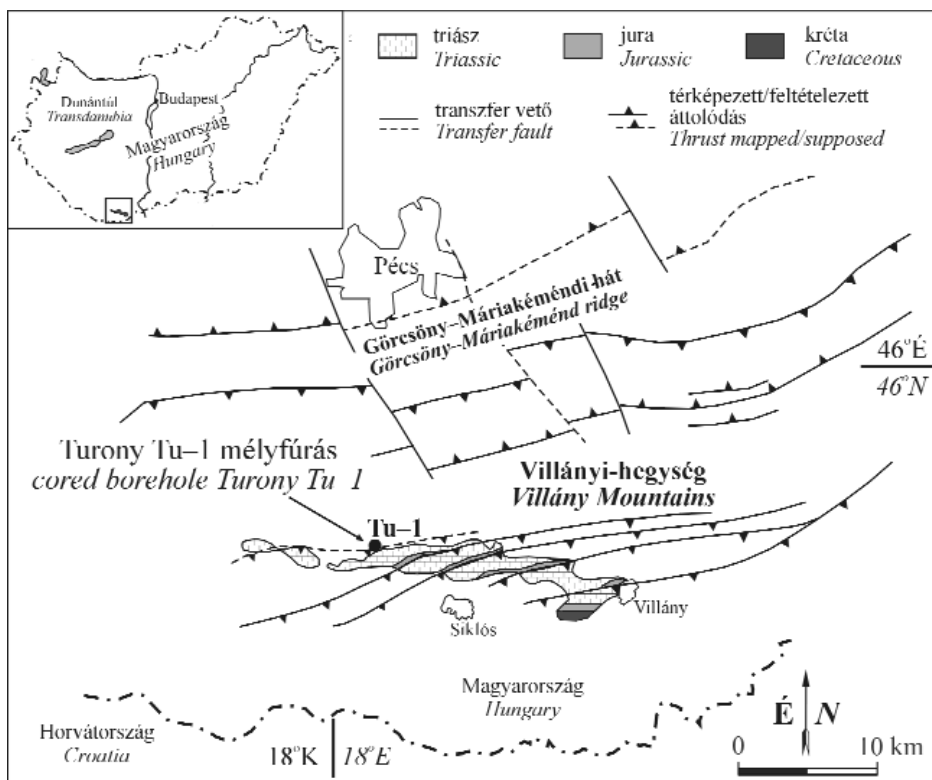 Dunántúl
Transdanubia
Budapest
Magyarország
Hungary
triász
Triassic
jura
Jurassic
kréta
Cretaceous
transzfer vető
Transfer fault
térképezett/feltételezett
áttolódás
Thrust mapped/supposed
Pécs
Görcsöny–Máriakéméndi-hát
Görcsöny–Máriakéménd ridge
46°É
46°N
Turony Tu–1 mélyfúrás
cored borehole Turony Tu 1
Villányi-hegység
Villány Mountains
Tu–1
Villány
Siklós
Magyarország
Hungary
Horvátország
Croatia
18°K 18°E
É N
0 10 km